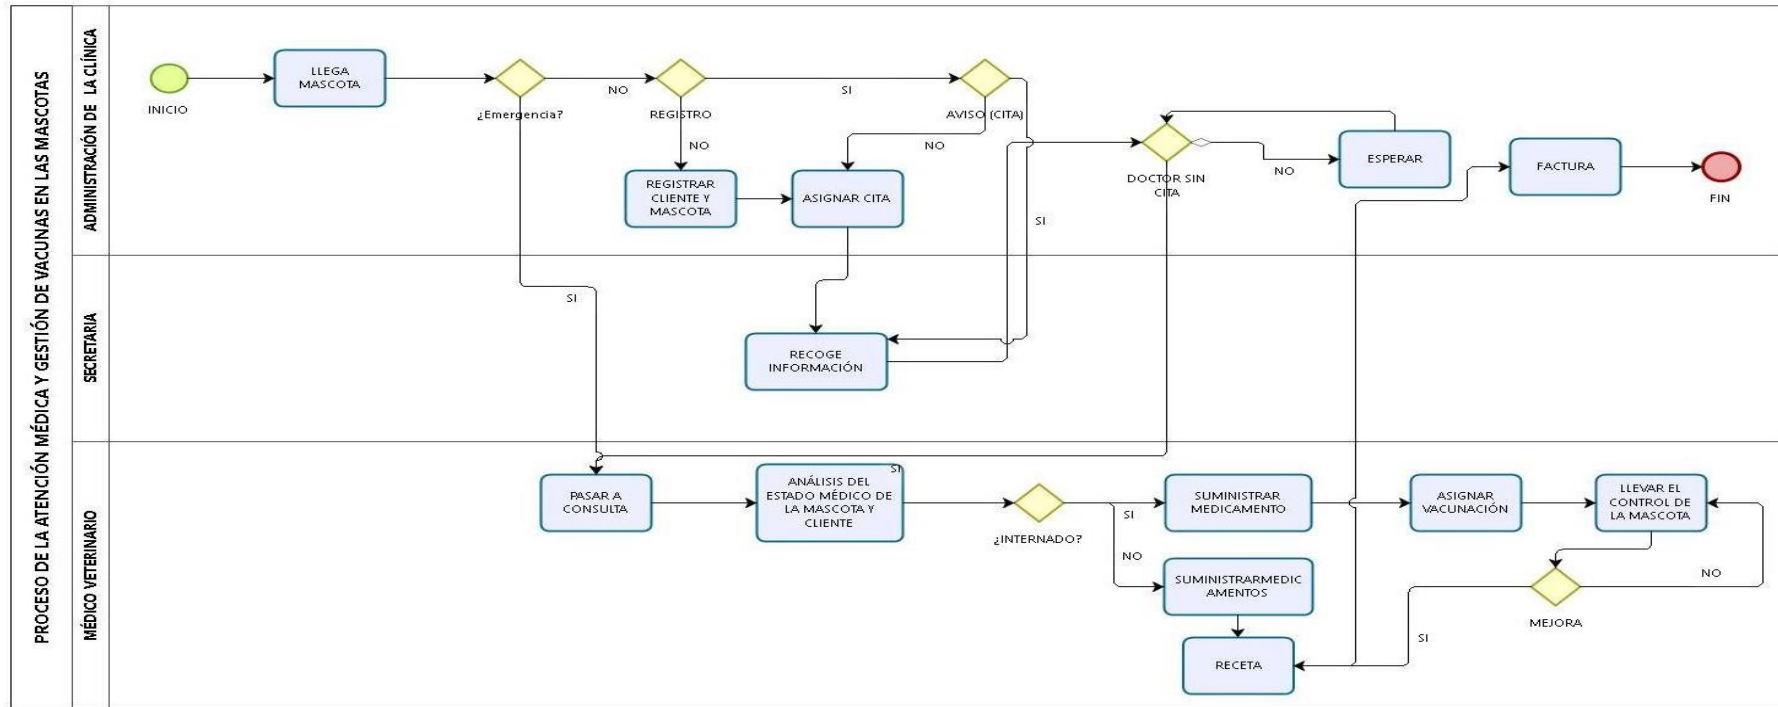 PROCESO DE LA ATENCIÓN MÉDICA Y GESTIÓN DE VACUNAS EN LAS MASCOTAS
ADMINISTRACIÓN DE LA CLÍNICA
INICIO
LLEGA
MASCOTA
¿Emergencia?
NO
REGISTRO
SI
AVISO (CITA)
NO
REGISTRAR
CLIENTE Y
MASCOTA
NO
ASIGNAR CITA
SI
DOCTOR SIN
CITA
NO
ESPERAR
FACTURA
FIN
SECRETARIA
SI
RECOGE
INFORMACIÓN
MÉDICO VETERINARIO
PASAR A
CONSULTA
SI
ANÁLISIS DEL
ESTADO MÉDICO DE
LA MASCOTA Y
CLIENTE
¿INTERNADO?
SI
SUMINISTRAR
MEDICAMENTO
ASIGNAR
VACUNACIÓN
LLEVAR EL
CONTROL DE
LA MASCOTA
NO
SUMINISTRARMEDIC
AMENTOS
NO
MEJORA
SI
RECETA